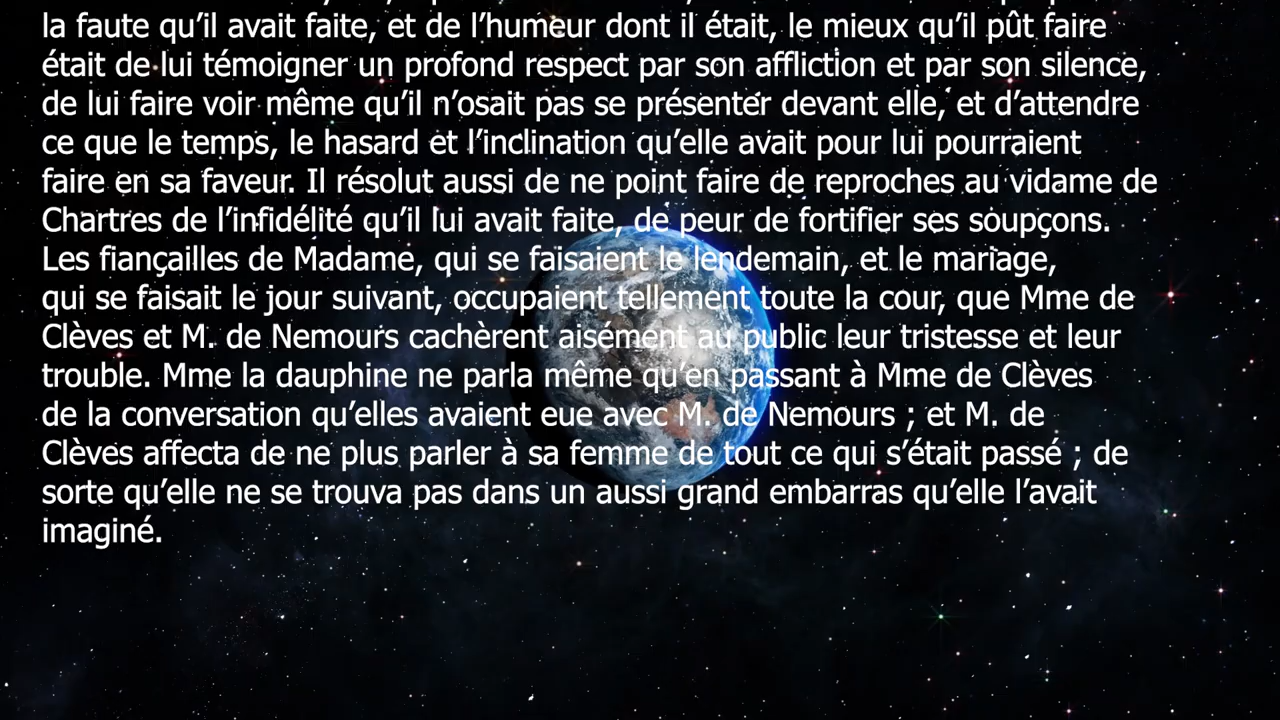 la faute qu’il avait faite, et de l’humeur dont il était, le mieux qu’il pût faire
était de lui témoigner un profond respect par son affliction et par son silence,
de lui faire voir même qu’il n’osait pas se présenter devant elle, et d’attendre
ce que le temps, le hasard et l’inclination qu’elle avait pour lui pourraient
faire en sa faveur. Il résolut aussi de ne point faire de reproches au vidame de
Chartres de l’infidélité qu’il lui avait faite, de peur de fortifier ses soupçons.
Les fiançailles de Madame, qui se faisaient le lendemain, et le mariage,
qui se faisait le jour suivant, occupaient tellement toute la cour, que Mme de
Clèves et M. de Nemours cachèrent aisément au public leur tristesse et leur
trouble. Mme la dauphine ne parla même qu’en passant à Mme de Clèves
de la conversation qu’elles avaient eue avec M. de Nemours ; et M. de
Clèves affecta de ne plus parler à sa femme de tout ce qui s’était passé ; de
sorte qu’elle ne se trouva pas dans un aussi grand embarras qu’elle l’avait
imaginé.